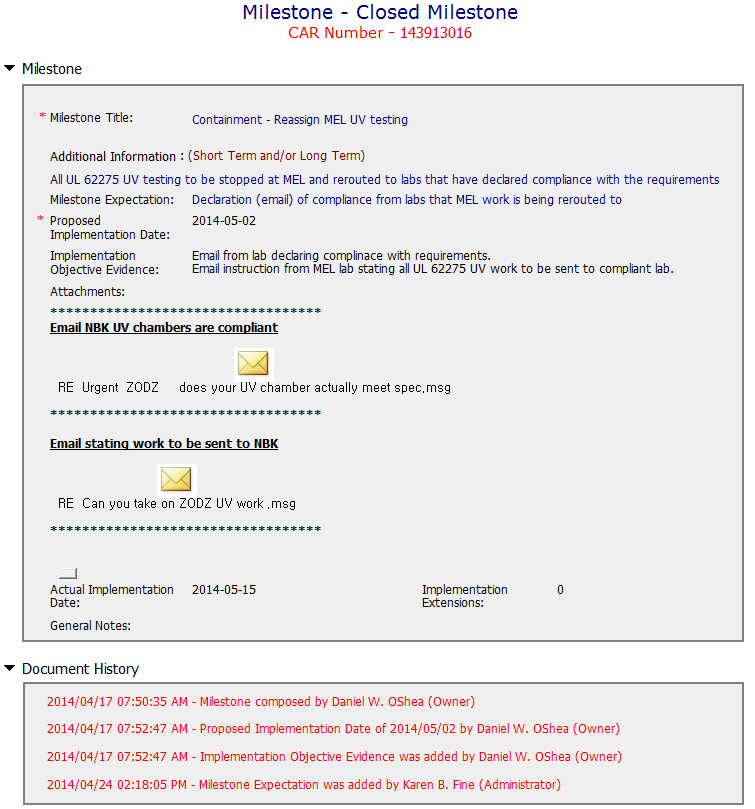 Milestone - Closed Milestone
CAR Number - 143913016
Milestone
* Milestone Title: Containment - Reassign MEL UV testing
Additional Information : (Short Term and/or Long Term)
All UL 62275 UV testing to be stopped at MEL and rerouted to labs that have declared compliance with the requirements
Milestone Expectation: Declaration (email) of compliance from labs that MEL work is being rerouted to
* Proposed 2014-05-02
Implementation Date:
Implementation Email from lab declaring complinace with requirements.
Objective Evidence: Email instruction from MEL lab stating all UL 62275 UV work to be sent to compliant lab.
Attachments:
**********************************
Email NBK UV chambers are compliant
RE Urgent ZODZ does your UV chamber actually meet spec.msg
**********************************
Email stating work to be sent to NBK
RE Can you take on ZODZ UV work .msg
**********************************
Actual Implementation 2014-05-15 Implementation 0
Date: Extensions:
General Notes:
Document History
2014/04/17 07:50:35 AM - Milestone composed by Daniel W. OShea (Owner)
2014/04/17 07:52:47 AM - Proposed Implementation Date of 2014/05/02 by Daniel W. OShea (Owner)
2014/04/17 07:52:47 AM - Implementation Objective Evidence was added by Daniel W. OShea (Owner)
2014/04/24 02:18:05 PM - Milestone Expectation was added by Karen B. Fine (Administrator)